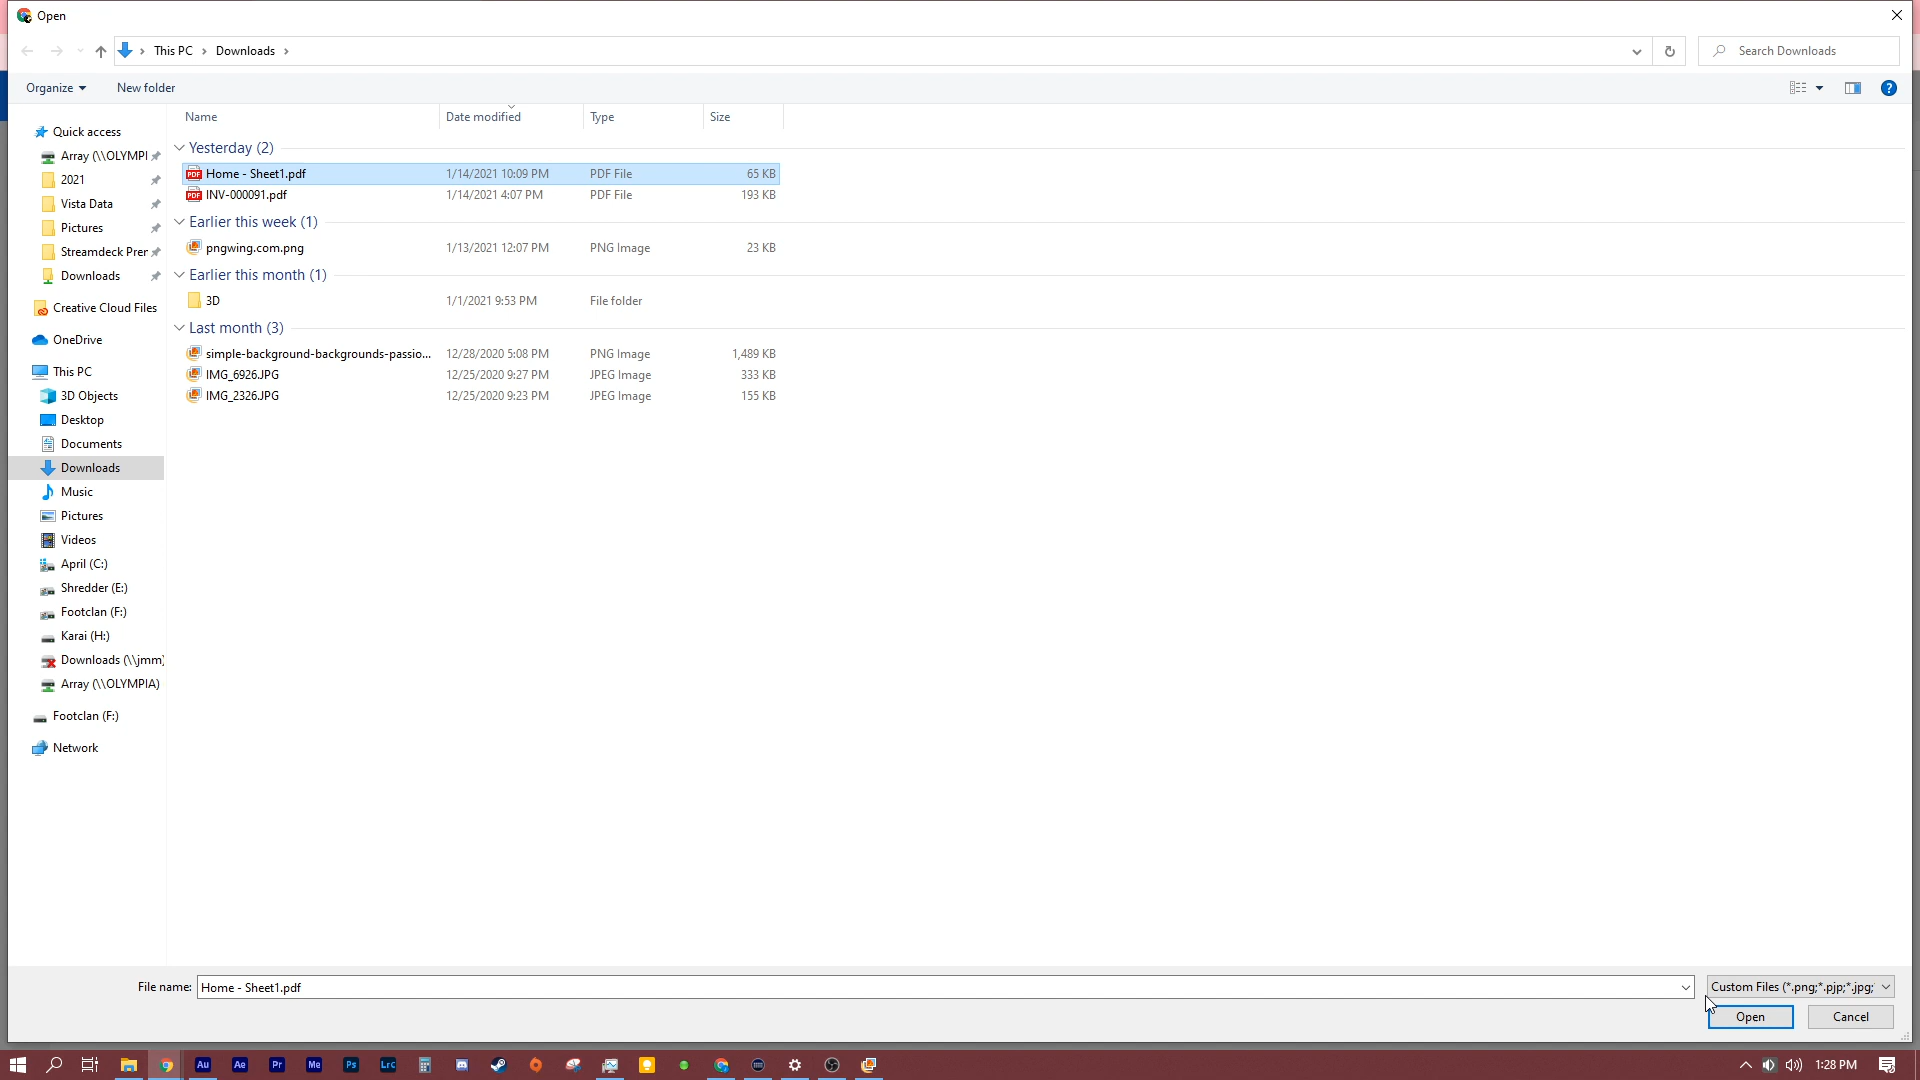 Open
This PC > Downloads >
Search Downloads
Organize
New folder
?
Name
Date modified
Type
Size
Quick access
Array (\\OLYMPI
2021
Vista Data
Pictures
Streamdeck Prer
Downloads
Creative Cloud Files
OneDrive
This PC
3D Objects
Desktop
Documents
Downloads
Music
Pictures
Videos
April (C:)
Shredder (E:)
Footclan (F:)
Karai (H:)
Downloads (\\jmm)
Array (\\OLYMPIA)
Footclan (F:)
Network
Yesterday (2)
PDF Home - Sheet1.pdf 1/14/2021 10:09 PM PDF File 65 KB
PDF INV-000091.pdf 1/14/2021 4:07 PM PDF File 193 KB
Earlier this week (1)
pngwing.com.png 1/13/2021 12:07 PM PNG Image 23 KB
Earlier this month (1)
3D 1/1/2021 9:53 PM File folder
Last month (3)
simple-background-backgrounds-passio... 12/28/2020 5:08 PM PNG Image 1,489 KB
IMG_6926.JPG 12/25/2020 9:27 PM JPEG Image 333 KB
IMG_2326.JPG 12/25/2020 9:23 PM JPEG Image 155 KB
File name: Home - Sheet1.pdf
Custom Files (*.png;*.pjp;*.jpg;
Open
Cancel
Au Ae Pr Me Ps Lrc
1:28 PM